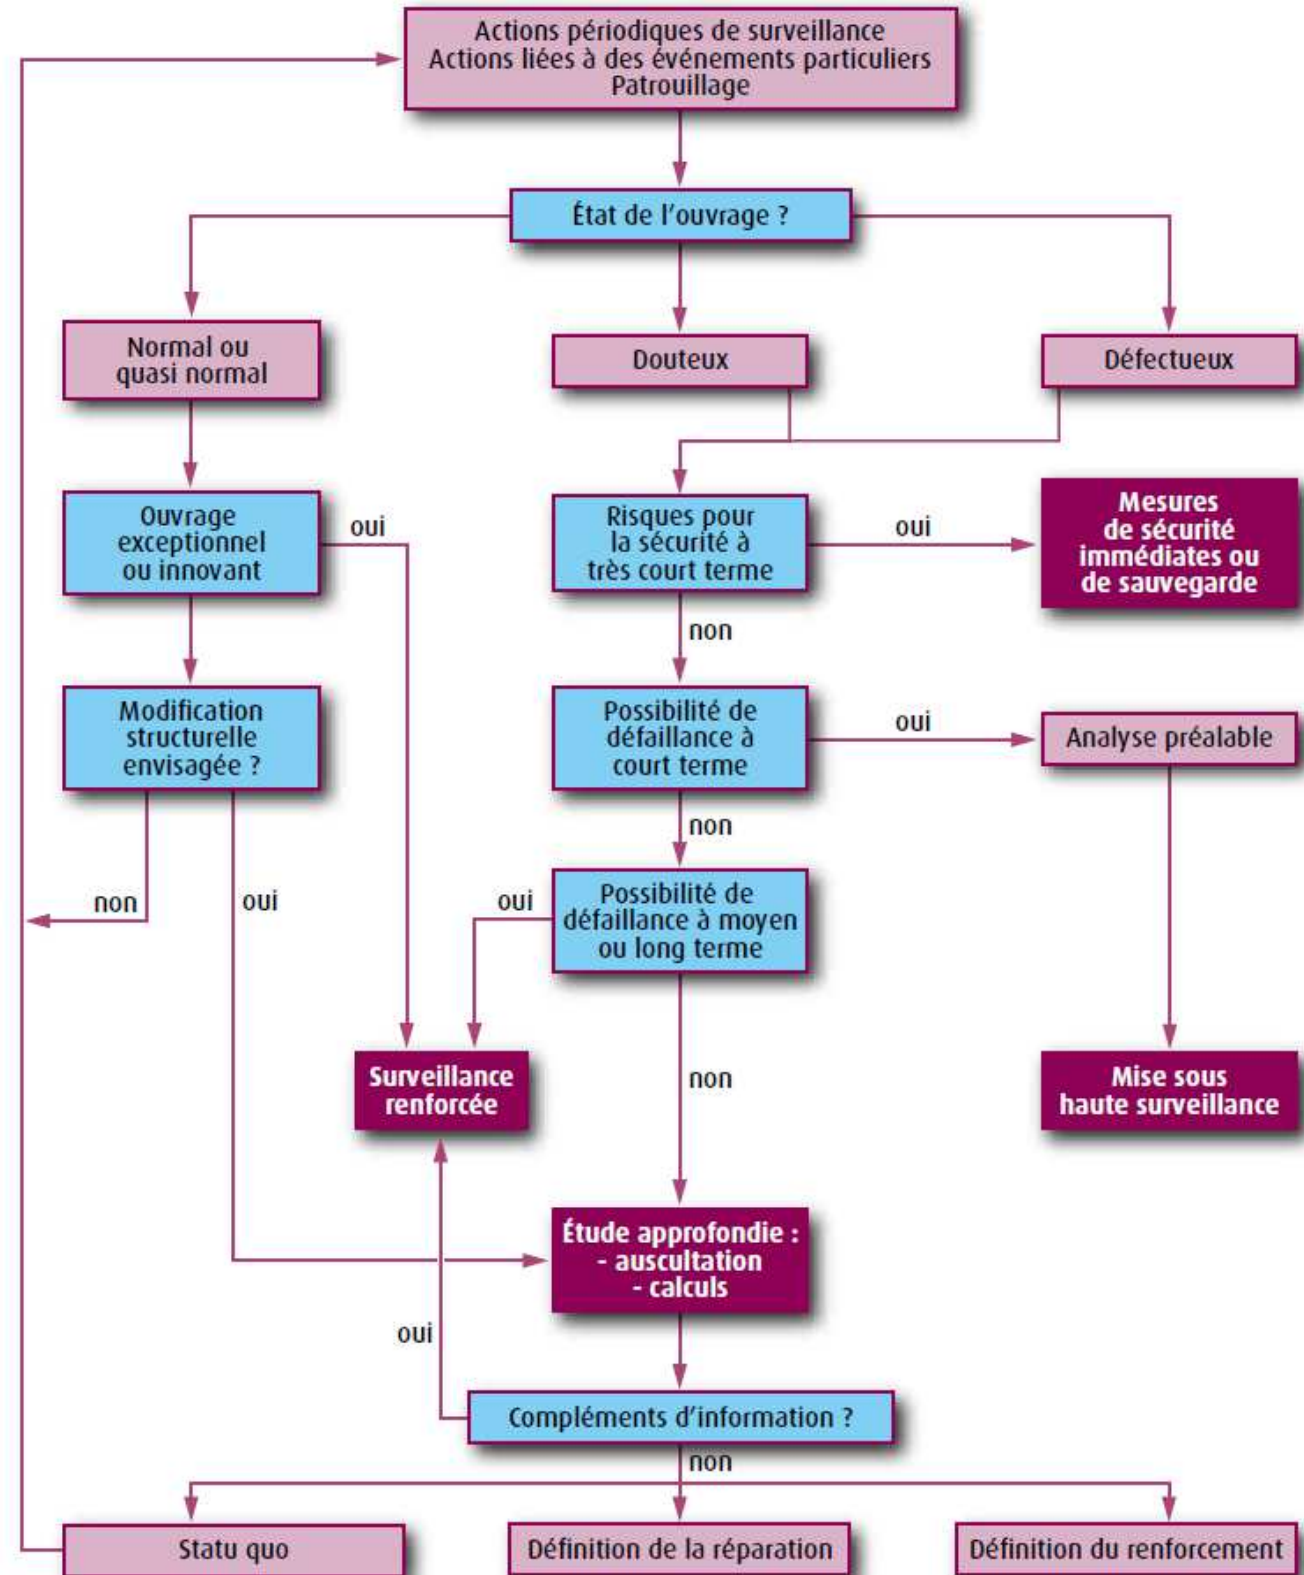 Actions périodiques de surveillance
Actions liées à des événements particuliers
Patrouillage
État de l'ouvrage ?
Normal ou
quasi normal
Douteux
Défectueux
Ouvrage
exceptionnel
ou innovant
oui
Risques pour
la sécurité à
très court terme
oui
Mesures
de sécurité
immédiates ou
de sauvegarde
non
Modification
structurelle
envisagée ?
Possibilité de
défaillance à
court terme
oui
Analyse préalable
non
non
oui
oui
Possibilité de
défaillance à moyen
ou long terme
Surveillance
renforcée
non
Mise sous
haute surveillance
Étude approfondie :
- auscultation
- calculs
oui
Compléments d'information ?
non
Statu quo
Définition de la réparation
Définition du renforcement